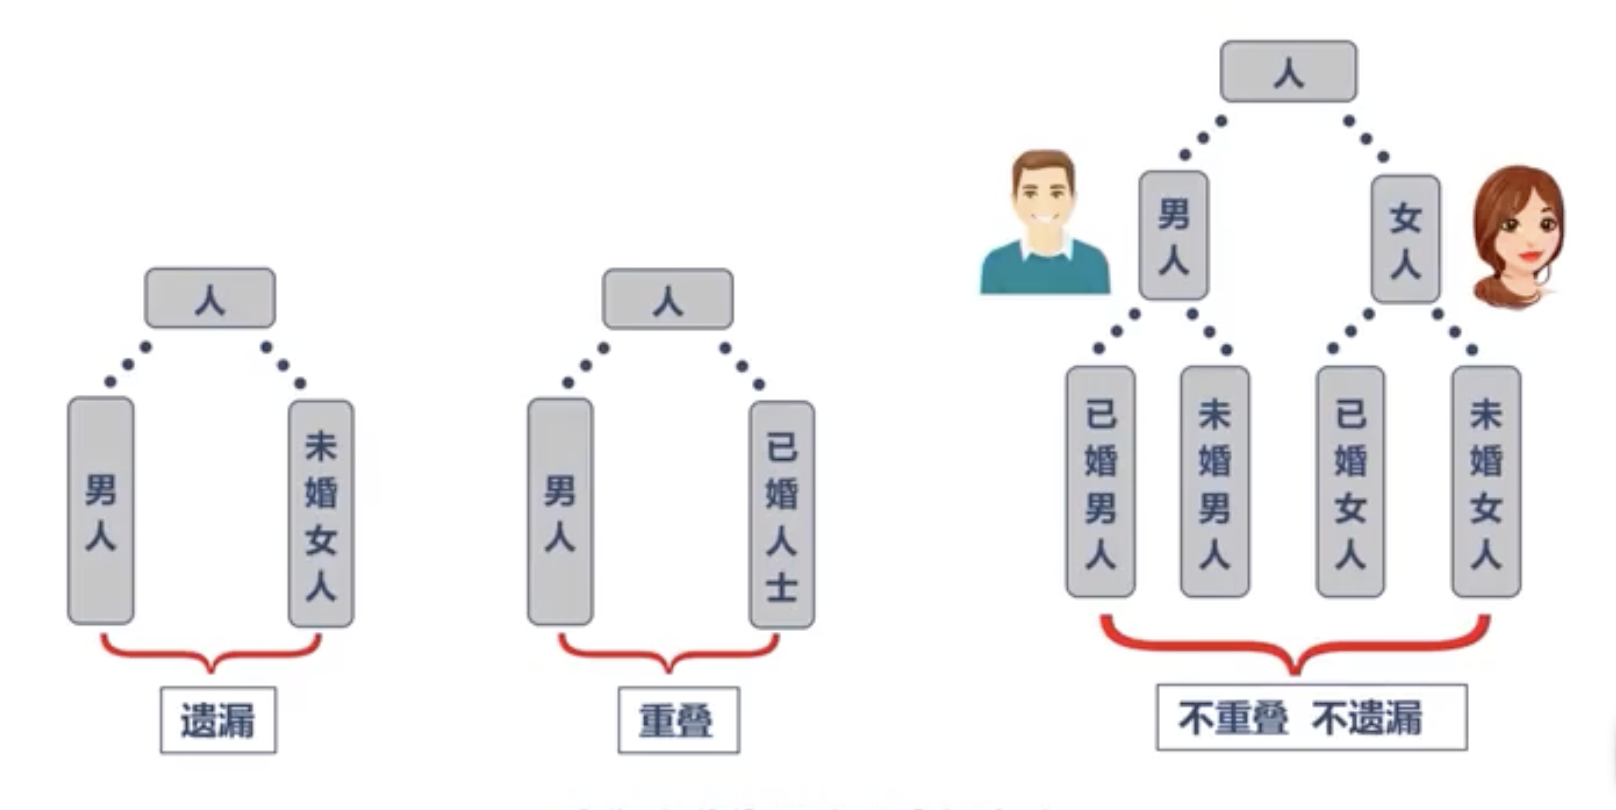 人
男人
未婚女人
遗漏
人
男人
已婚人士
重叠
人
男人
女人
已婚男人
未婚男人
已婚女人
未婚女人
不重叠 不遗漏